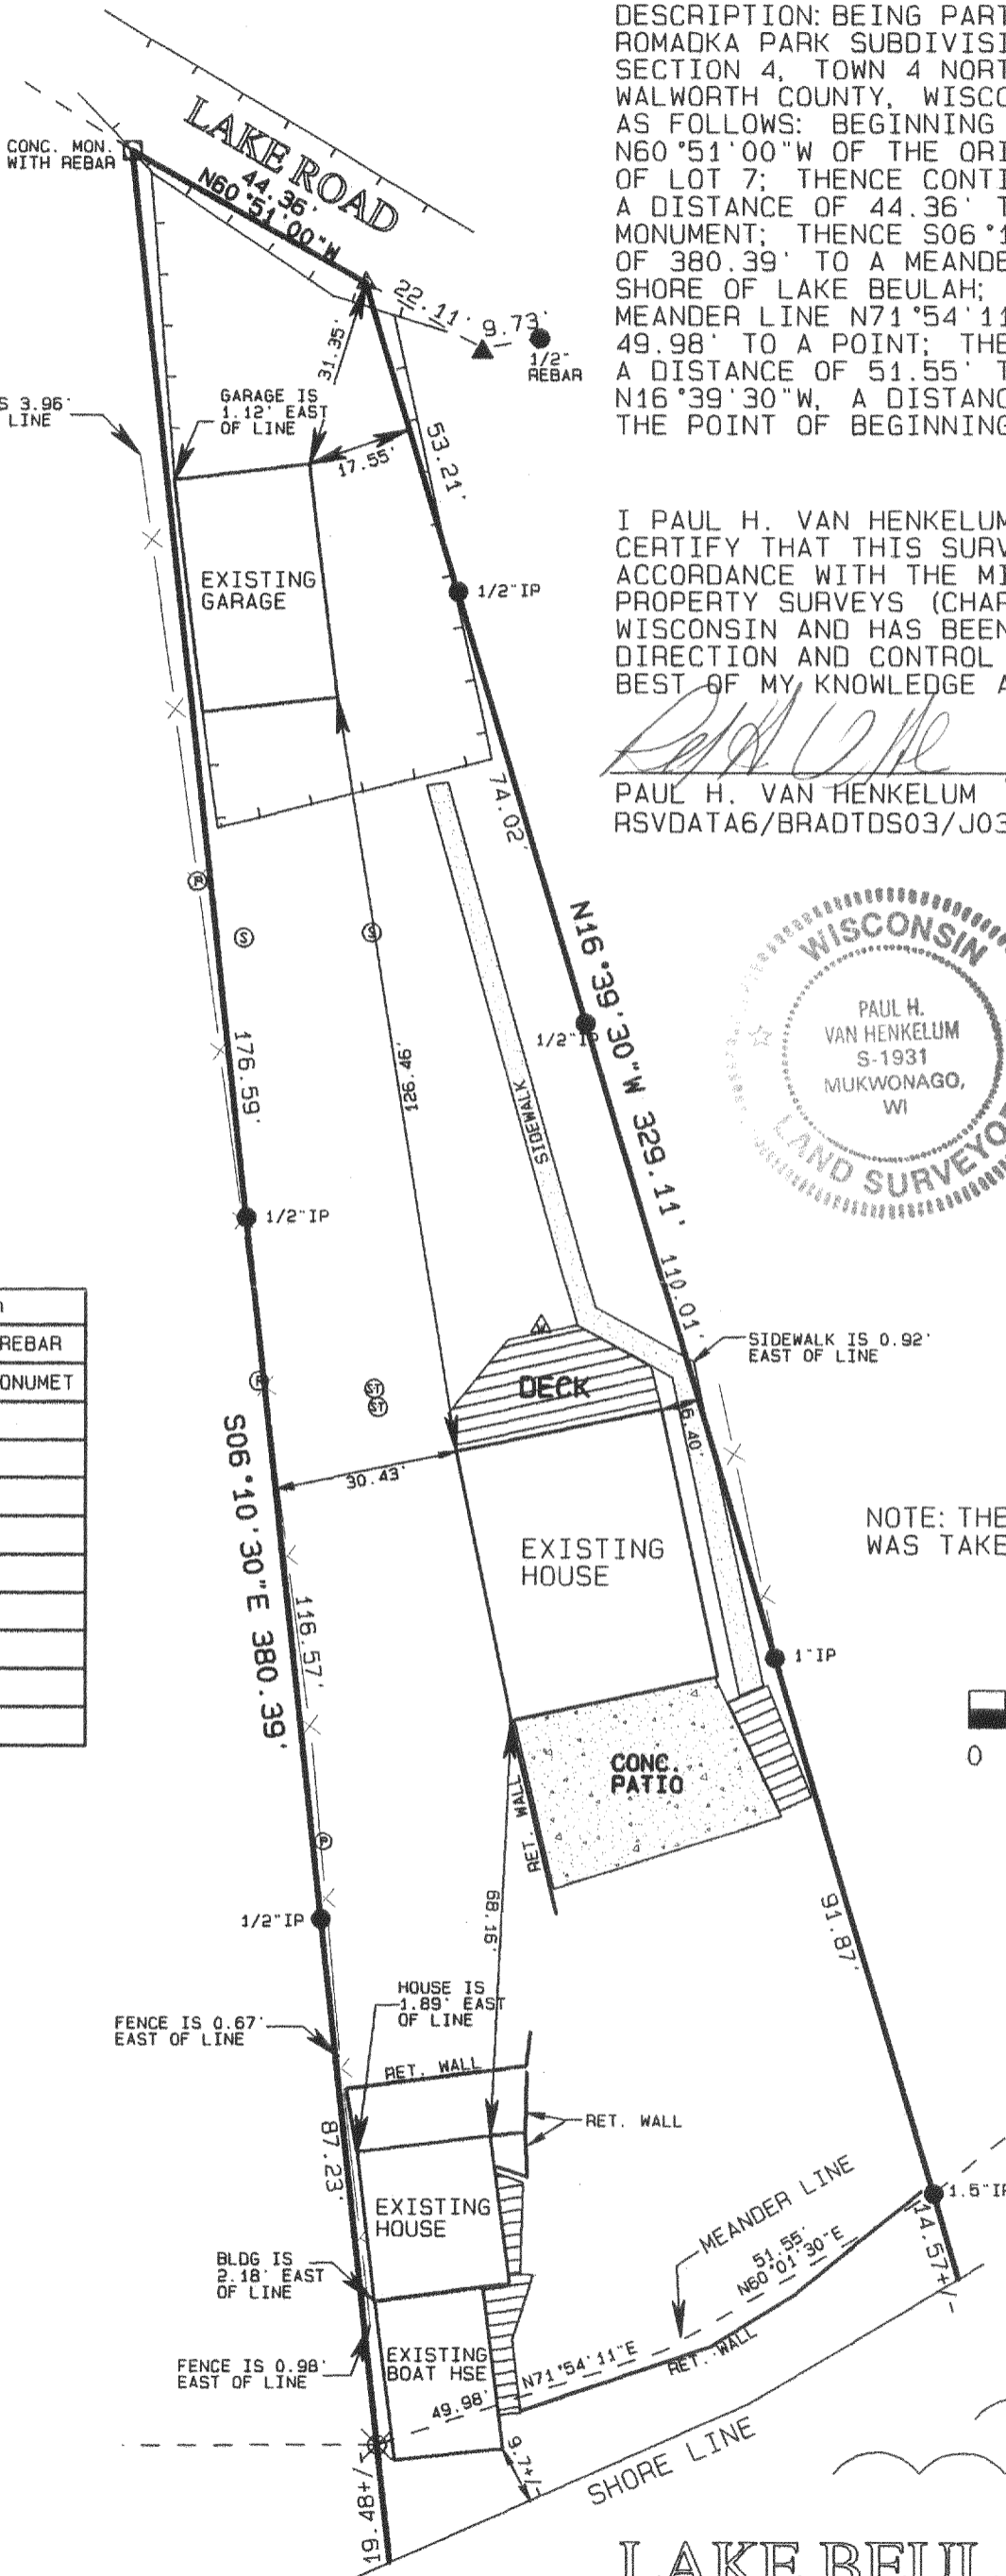 DESCRIPTION: BEING PART
ROMADKA PARK SUBDIVISI
SECTION 4, TOWN 4 NORT
WALWORTH COUNTY, WISCO
AS FOLLOWS: BEGINNING
N60°51'00"W OF THE ORI
OF LOT 7; THENCE CONTI
A DISTANCE OF 44.36' T
MONUMENT; THENCE S06°1
OF 380.39' TO A MEANDE
SHORE OF LAKE BEULAH;
MEANDER LINE N71°54'11
49.98' TO A POINT; THE
A DISTANCE OF 51.55' T
N16°39'30"W, A DISTANC
THE POINT OF BEGINNING
I PAUL H. VAN HENKELUM
CERTIFY THAT THIS SURV
ACCORDANCE WITH THE MI
PROPERTY SURVEYS (CHAP
WISCONSIN AND HAS BEEN
DIRECTION AND CONTROL
BEST OF MY KNOWLEDGE A
PAUL H. VAN HENKELUM
RSVDATA6/BRADTDS03/J03
WISCONSIN
PAUL H.
VAN HENKELUM
S-1931
MUKWONAGO,
WI
LAND SURVEYOR
LAKE ROAD
CONC. MON.
WITH REBAR
44.36'
N60°51'00"W
22.11'
9.73'
1/2"
REBAR
31.35'
S 3.96'
LINE
GARAGE IS
1.12' EAST
OF LINE
17.55'
53.21'
EXISTING
GARAGE
1/2"IP
74.02'
P
S
S
N16°39'30"W 329.11'
1/2"IP
176.59'
126.46'
SIDEWALK
1/2"IP
110.01'
SIDEWALK IS 0.92'
EAST OF LINE
REBAR
ONUMET
W
DECK
P
ST
ST
6.40'
30.43'
S06°10'30"E 380.39'
EXISTING
HOUSE
NOTE: THE
WAS TAKE
116.57'
1"IP
0
CONC.
PATIO
RET. WALL
P
68.16'
1/2"IP
91.87'
HOUSE IS
1.89' EAST
OF LINE
FENCE IS 0.67'
EAST OF LINE
RET. WALL
RET. WALL
87.23'
EXISTING
HOUSE
MEANDER LINE
1.5"IP
14.57+/-
51.55'
N60°01'30"E
BLDG IS
2.18' EAST
OF LINE
EXISTING
BOAT HSE
FENCE IS 0.98'
EAST OF LINE
N71°54'11"E
RET. WALL
49.98'
9.7+/-
SHORE LINE
19.48+/-
LAKE BEUL